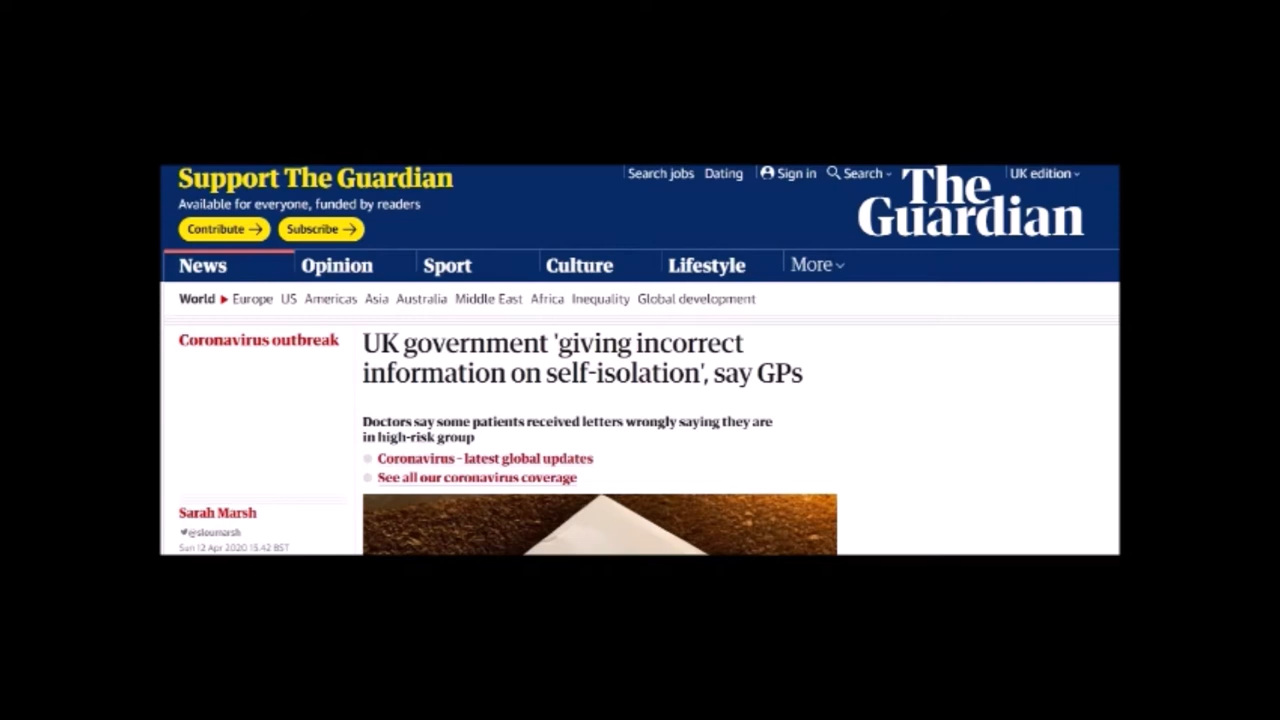 Support The Guardian
Available for everyone, funded by readers
Contribute →
Subscribe →
Search jobs
Dating
Sign in
Search
The
Guardian
UK edition
News
Opinion
Sport
Culture
Lifestyle
More
World
Europe
US
Americas
Asia
Australia
Middle East
Africa
Inequality
Global development
Coronavirus outbreak
UK government 'giving incorrect
information on self-isolation', say GPs
Doctors say some patients received letters wrongly saying they are
in high-risk group
Coronavirus – latest global updates
See all our coronavirus coverage
Sarah Marsh
@sloumarsh
Sun 12 Apr 2020 15.42 BST